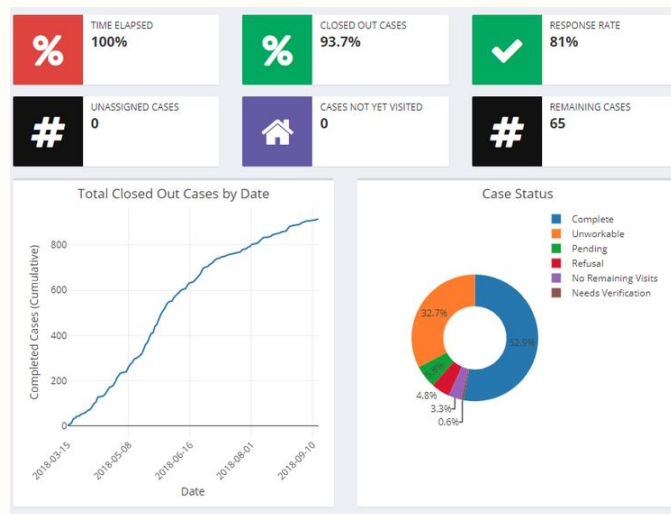 TIME ELAPSED
100%
CLOSED OUT CASES
93.7%
RESPONSE RATE
81%
UNASSIGNED CASES
0
CASES NOT YET VISITED
0
REMAINING CASES
65
Total Closed Out Cases by Date
Completed Cases (Cumulative)
800
600
400
200
0
2018-03-15
2018-05-08
2018-06-16
2018-08-01
2018-09-10
Date
Case Status
Complete
Unworkable
Pending
Refusal
No Remaining Visits
Needs Verification
32.7%
52.9%
4.8%
3.3%
0.6%